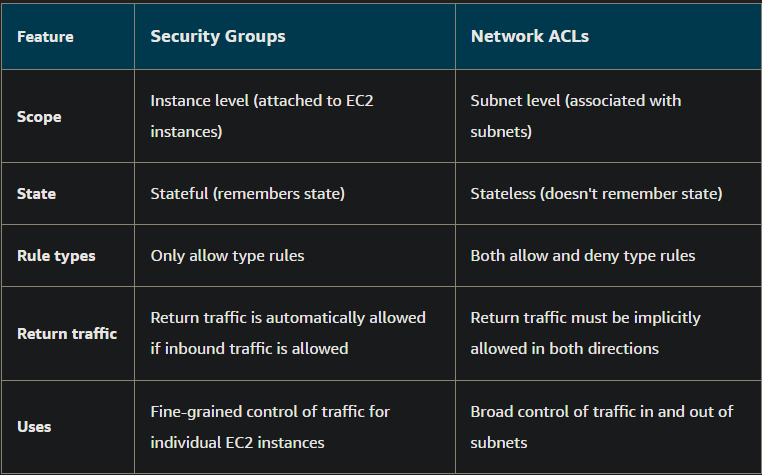 Feature
Security Groups
Network ACLs
Scope
Instance level (attached to EC2
instances)
Subnet level (associated with
subnets)
State
Stateful (remembers state)
Stateless (doesn't remember state)
Rule types
Only allow type rules
Both allow and deny type rules
Return traffic
Return traffic is automatically allowed
if inbound traffic is allowed
Return traffic must be implicitly
allowed in both directions
Uses
Fine-grained control of traffic for
individual EC2 instances
Broad control of traffic in and out of
subnets